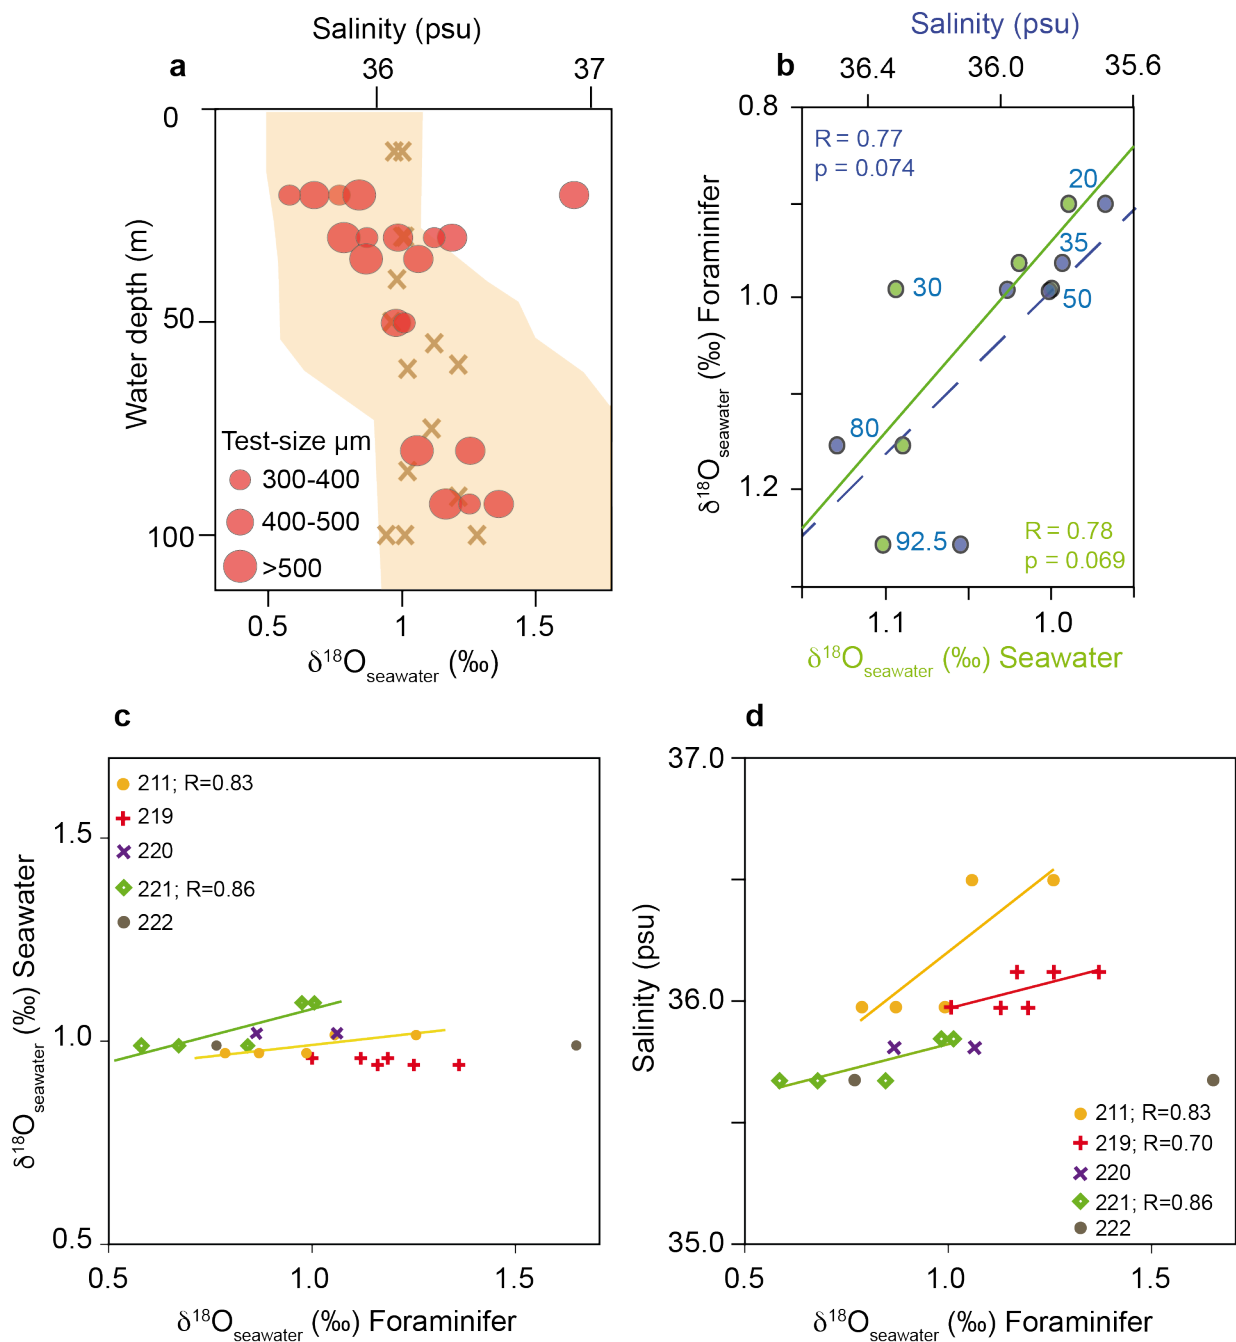 Salinity (psu)
a
36
37
0
50
100
Water depth (m)
Test-size µm
300-400
400-500
>500
0.5
1
1.5
δ¹⁸Oseawater (‰)
Salinity (psu)
b
36.4
36.0
35.6
0.8
1.0
1.2
δ¹⁸Oseawater (‰) Foraminifer
R = 0.77
p = 0.074
20
35
30
50
80
92.5
R = 0.78
p = 0.069
1.1
1.0
δ¹⁸Oseawater (‰) Seawater
c
211; R=0.83
219
220
221; R=0.86
222
1.5
1.0
0.5
δ¹⁸Oseawater (‰) Seawater
0.5
1.0
1.5
δ¹⁸Oseawater (‰) Foraminifer
d
37.0
36.0
35.0
Salinity (psu)
211; R=0.83
219; R=0.70
220
221; R=0.86
222
0.5
1.0
1.5
δ¹⁸Oseawater (‰) Foraminifer